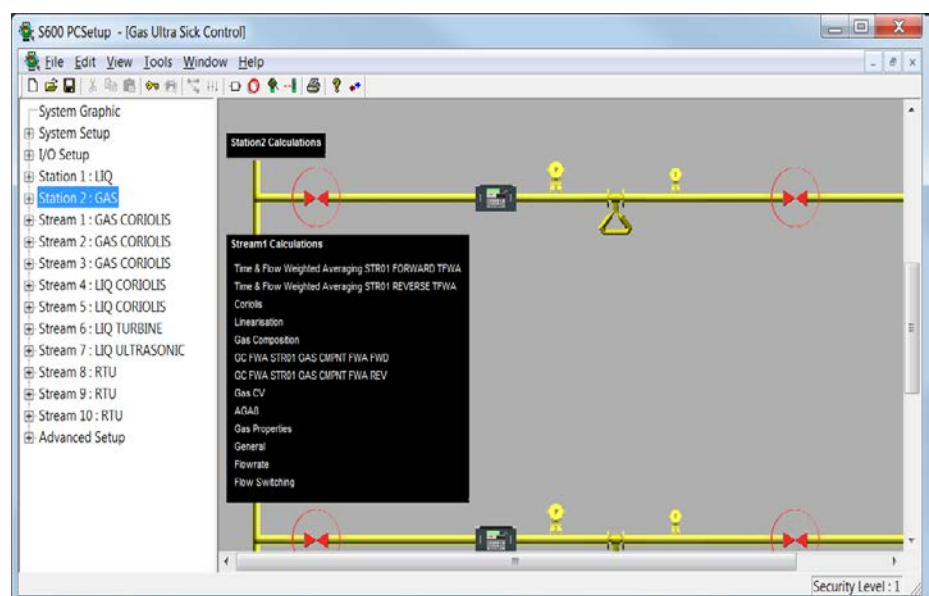 S600 PCSetup - [Gas Ultra Sick Control]
File Edit View Tools Window Help
System Graphic
System Setup
I/O Setup
Station 1 : LIQ
Station 2 : GAS
Stream 1 : GAS CORIOLIS
Stream 2 : GAS CORIOLIS
Stream 3 : GAS CORIOLIS
Stream 4 : LIQ CORIOLIS
Stream 5 : LIQ CORIOLIS
Stream 6 : LIQ TURBINE
Stream 7 : LIQ ULTRASONIC
Stream 8 : RTU
Stream 9 : RTU
Stream 10 : RTU
Advanced Setup
Station2 Calculations
Stream1 Calculations
Time & Flow Weighted Averaging STR01 FORWARD TFWA
Time & Flow Weighted Averaging STR01 REVERSE TFWA
Coriolis
Linearisation
Gas Composition
GC FWA STR01 GAS CMPNT FWA FWD
GC FWA STR01 GAS CMPNT FWA REV
Gas CV
AGA8
Gas Properties
General
Flowrate
Flow Switching
Security Level : 1